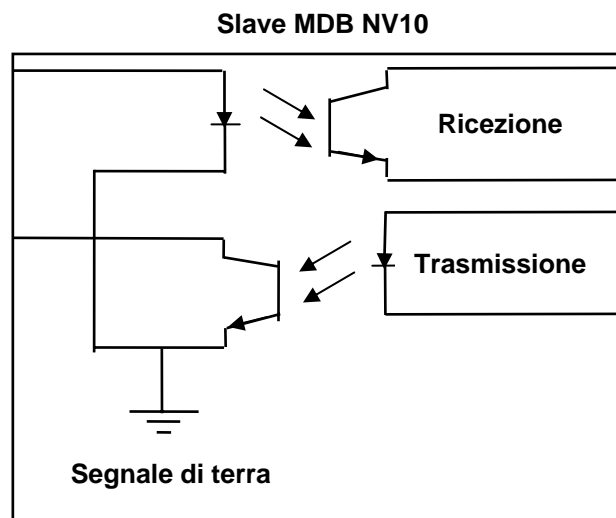 Slave MDB NV10
Ricezione
Trasmissione
Segnale di terra